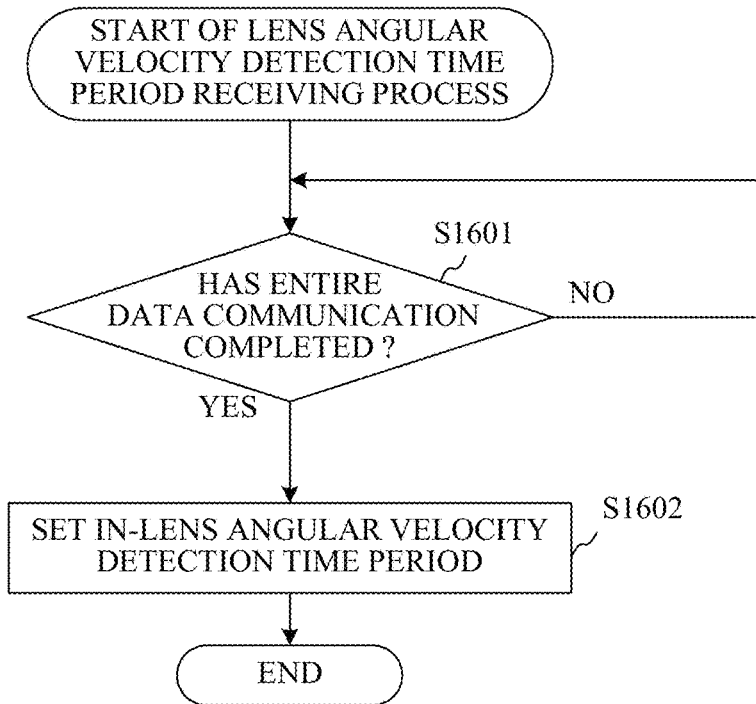 START OF LENS ANGULAR
VELOCITY DETECTION TIME
PERIOD RECEIVING PROCESS
S1601
HAS ENTIRE
DATA COMMUNICATION
COMPLETED ?
NO
YES
S1602
SET IN-LENS ANGULAR VELOCITY
DETECTION TIME PERIOD
END